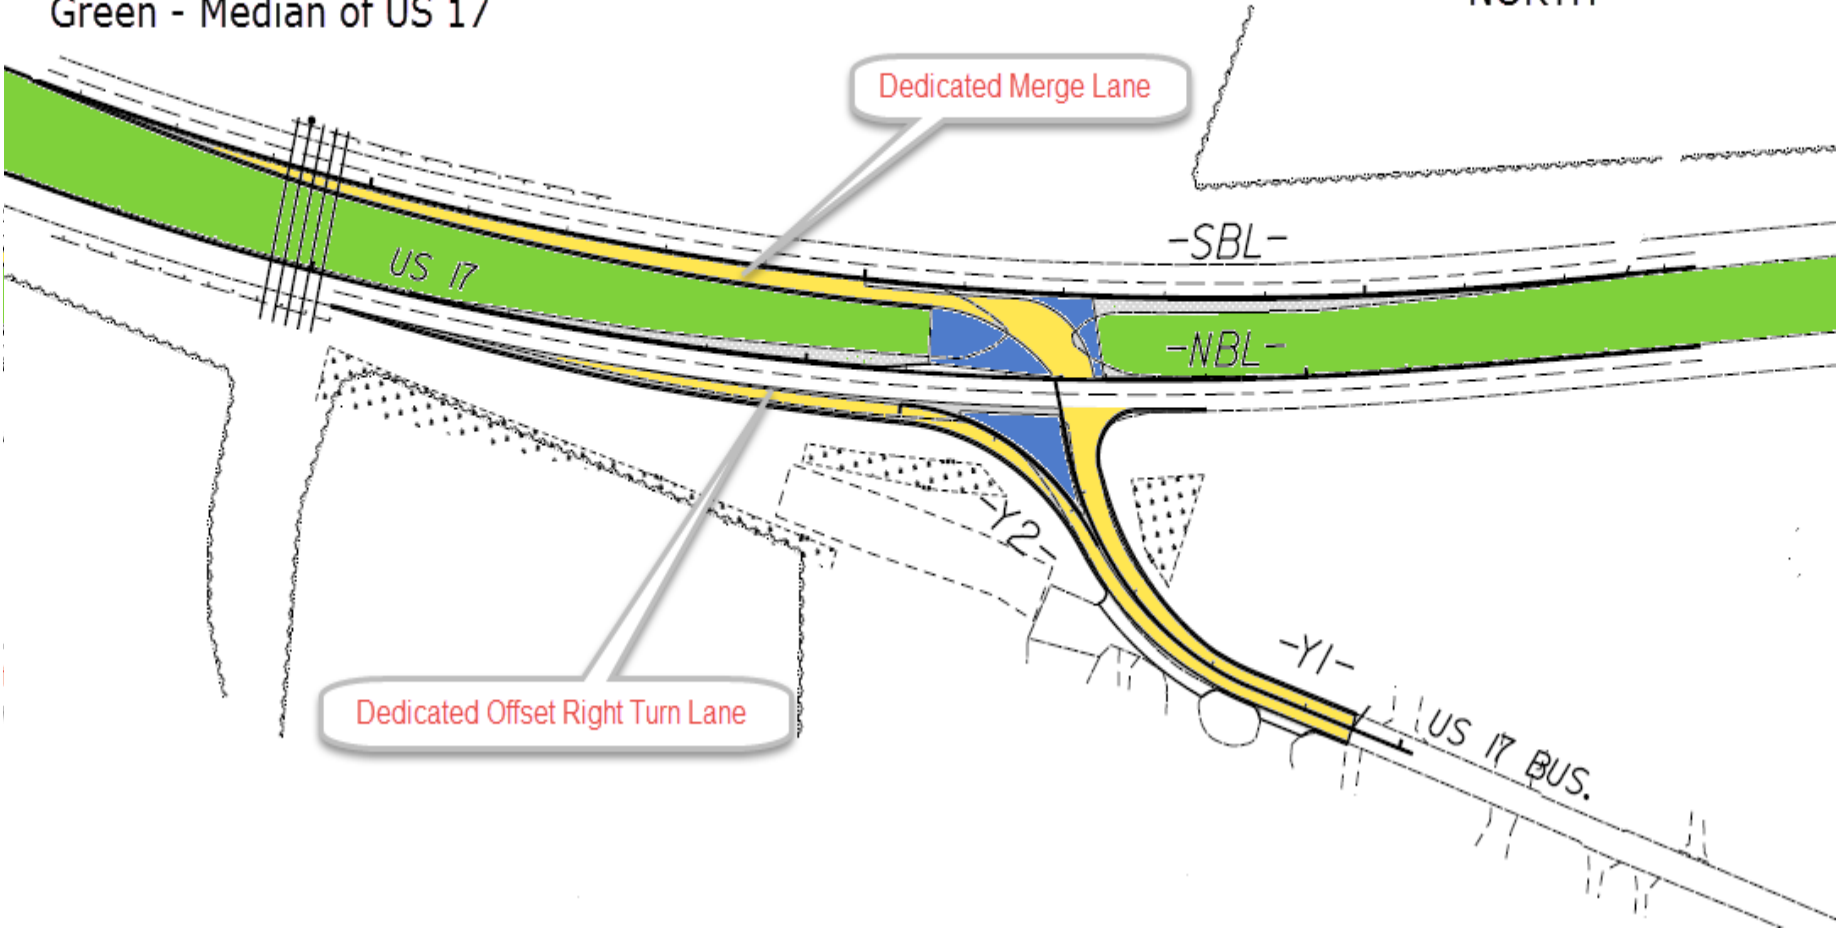 Green - Median of US 17
NORTH
Dedicated Merge Lane
-SBL-
US 17
-NBL-
-Y2-
-Y1-
Dedicated Offset Right Turn Lane
US 17 BUS.